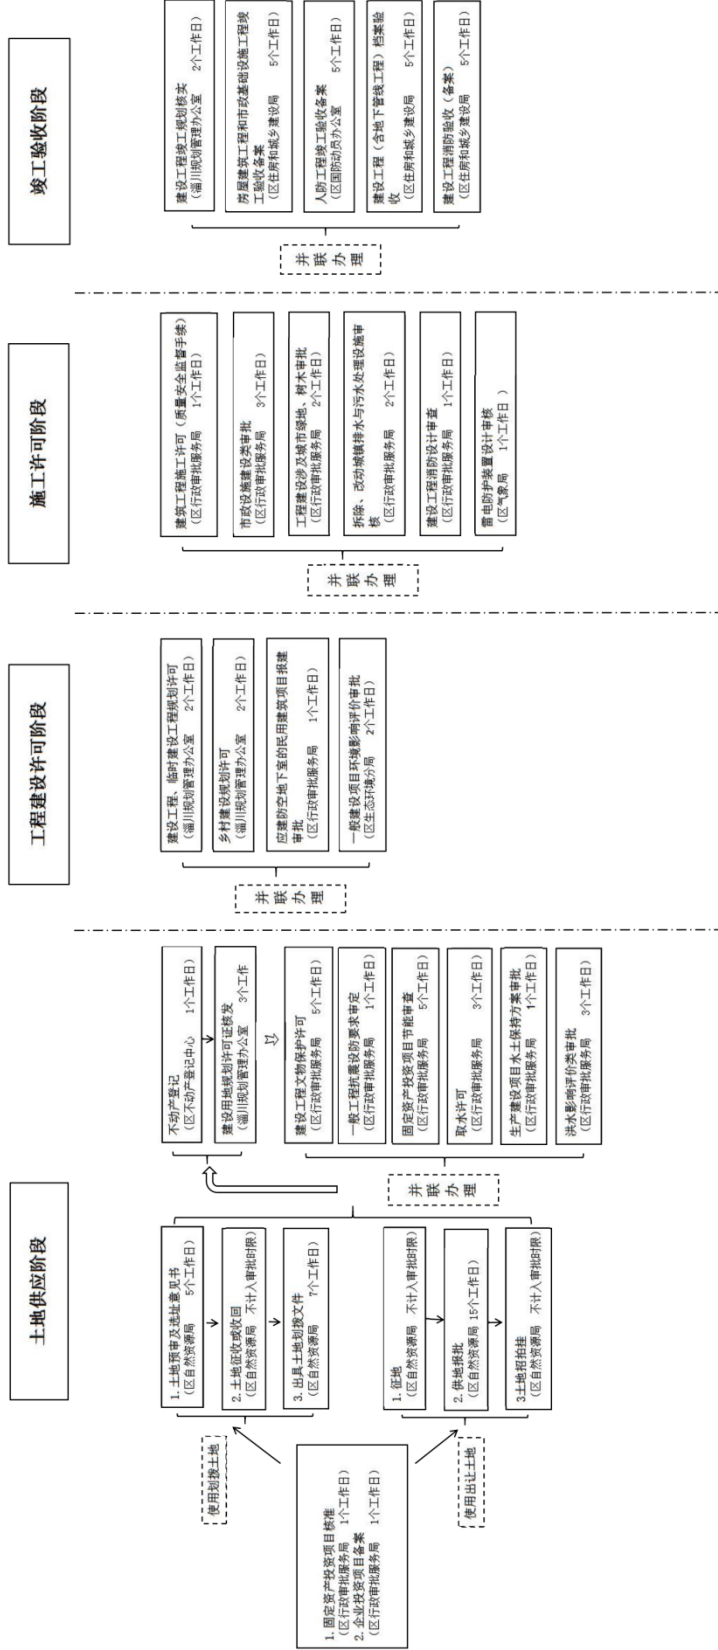 土地供应阶段
工程建设许可阶段
施工许可阶段
竣工验收阶段
1. 固定资产投资项目核准
(区行政审批服务局 1个工作日)
2. 企业投资项目备案
(区行政审批服务局 1个工作日)
使用划拨土地
1. 土地预审及选址意见书
(区自然资源局 5个工作日)
2. 土地征收或收回
(区自然资源局 不计入审批时限)
3. 出具土地划拨文件
(区自然资源局 7个工作日)
使用出让土地
1. 征地
(区自然资源局 不计入审批时限)
2. 供地报批
(区自然资源局 15个工作日)
3土地招拍挂
(区自然资源局 不计入审批时限)
不动产登记
(区不动产登记中心 1个工作日)
建设用地规划许可证核发
(淄川规划管理办公室 3个工作
并联办理
建设工程文物保护许可
(区行政审批服务局 5个工作日)
一般工程抗震设防要求审定
(区行政审批服务局 1个工作日)
固定资产投资项目节能审查
(区行政审批服务局 5个工作日)
取水许可
(区行政审批服务局 3个工作日)
生产建设项目水土保持方案审批
(区行政审批服务局 1个工作日)
洪水影响评价类审批
(区行政审批服务局 3个工作日)
并联办理
建设工程、临时建设工程规划许可
(淄川规划管理办公室 2个工作日)
乡村建设规划许可
(淄川规划管理办公室 2个工作日)
应建防空地下室的民用建筑项目报建
审批
(区行政审批服务局 1个工作日)
一般建设项目环境影响评价审批
(区生态环境分局 2个工作日)
并联办理
建筑工程施工许可(质量安全监督手续)
(区行政审批服务局 1个工作日)
市政设施建设类审批
(区行政审批服务局 3个工作日)
工程建设涉及城市绿地、树木审批
(区行政审批服务局 2个工作日)
拆除、改动城镇排水与污水处理设施审
核
(区行政审批服务局 2个工作日)
建设工程消防设计审查
(区行政审批服务局 1个工作日)
雷电防护装置设计审核
(区气象局 1个工作日 )
并联办理
建设工程竣工规划核实
(淄川规划管理办公室 2个工作日)
房屋建筑工程和市政基础设施工程竣
工验收备案
(区住房和城乡建设局 5个工作日)
人防工程竣工验收备案
(区国防动员办公室 5个工作日)
建设工程(含地下管线工程)档案验
收
(区住房和城乡建设局 5个工作日)
建设工程消防验收(备案)
(区住房和城乡建设局 5个工作日)